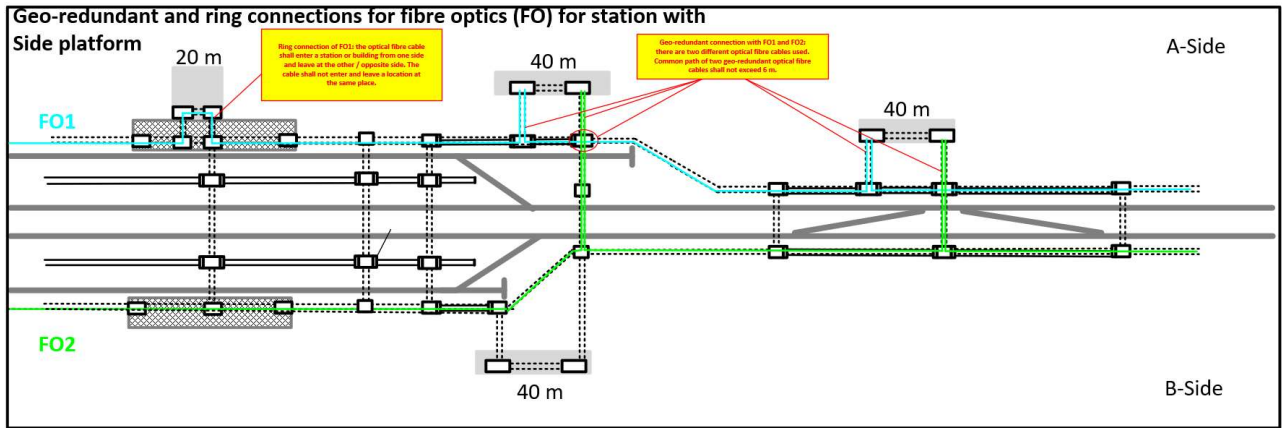 Geo-redundant and ring connections for fibre optics (FO) for station with
Side platform
20 m
Ring connection of FO1: the optical fibre cable
shall enter a station or building from one side
and leave at the other / opposite side. The
cable shall not enter and leave a location at
the same place.
40 m
Geo-redundant connection with FO1 and FO2:
there are two different optical fibre cables used.
Common path of two geo-redundant optical fibre
cables shall not exceed 6 m.
A-Side
40 m
FO1
FO2
40 m
B-Side